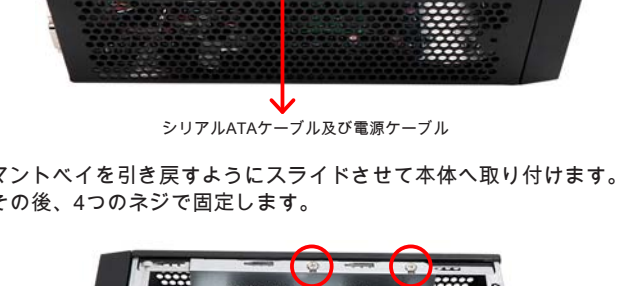 シリアルATAケーブル及び電源ケーブル
マントベイを引き戻すようにスライドさせて本体へ取り付けます。
その後、4つのネジで固定します。